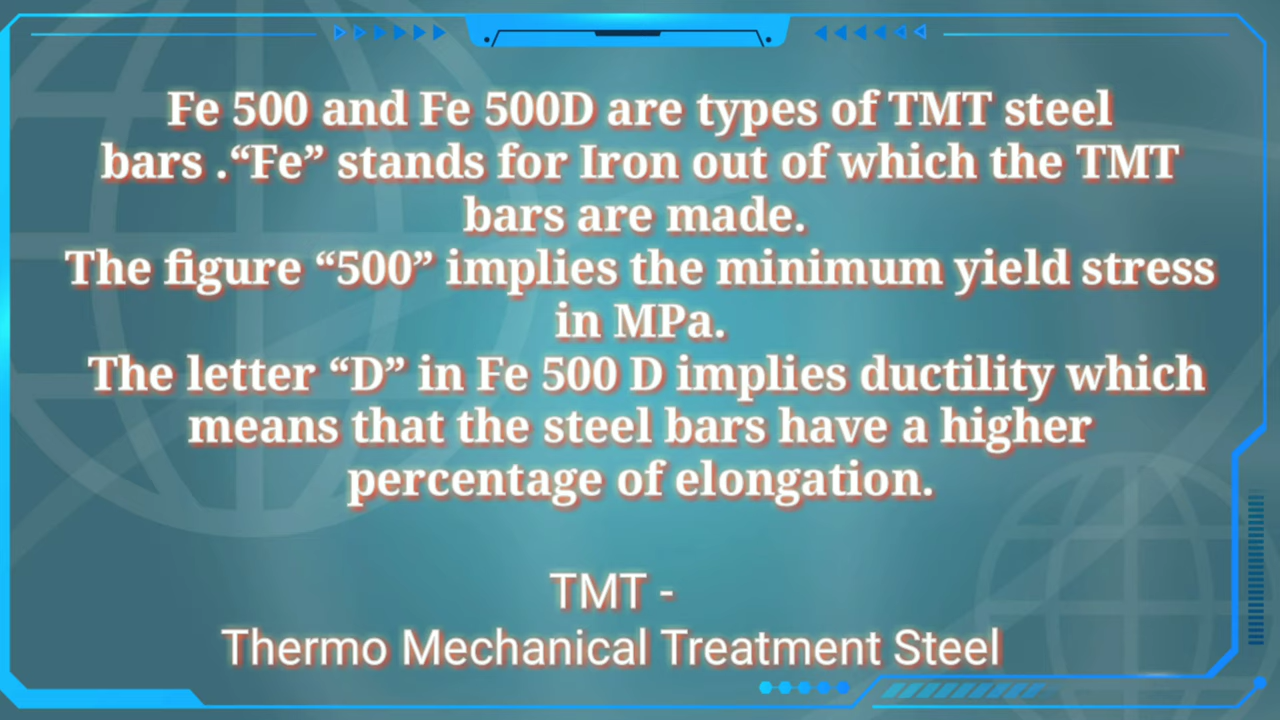 Fe 500 and Fe 500D are types of TMT steel
bars .“Fe” stands for Iron out of which the TMT
bars are made.
The figure “500” implies the minimum yield stress
in MPa.
The letter “D” in Fe 500 D implies ductility which
means that the steel bars have a higher
percentage of elongation.
TMT -
Thermo Mechanical Treatment Steel